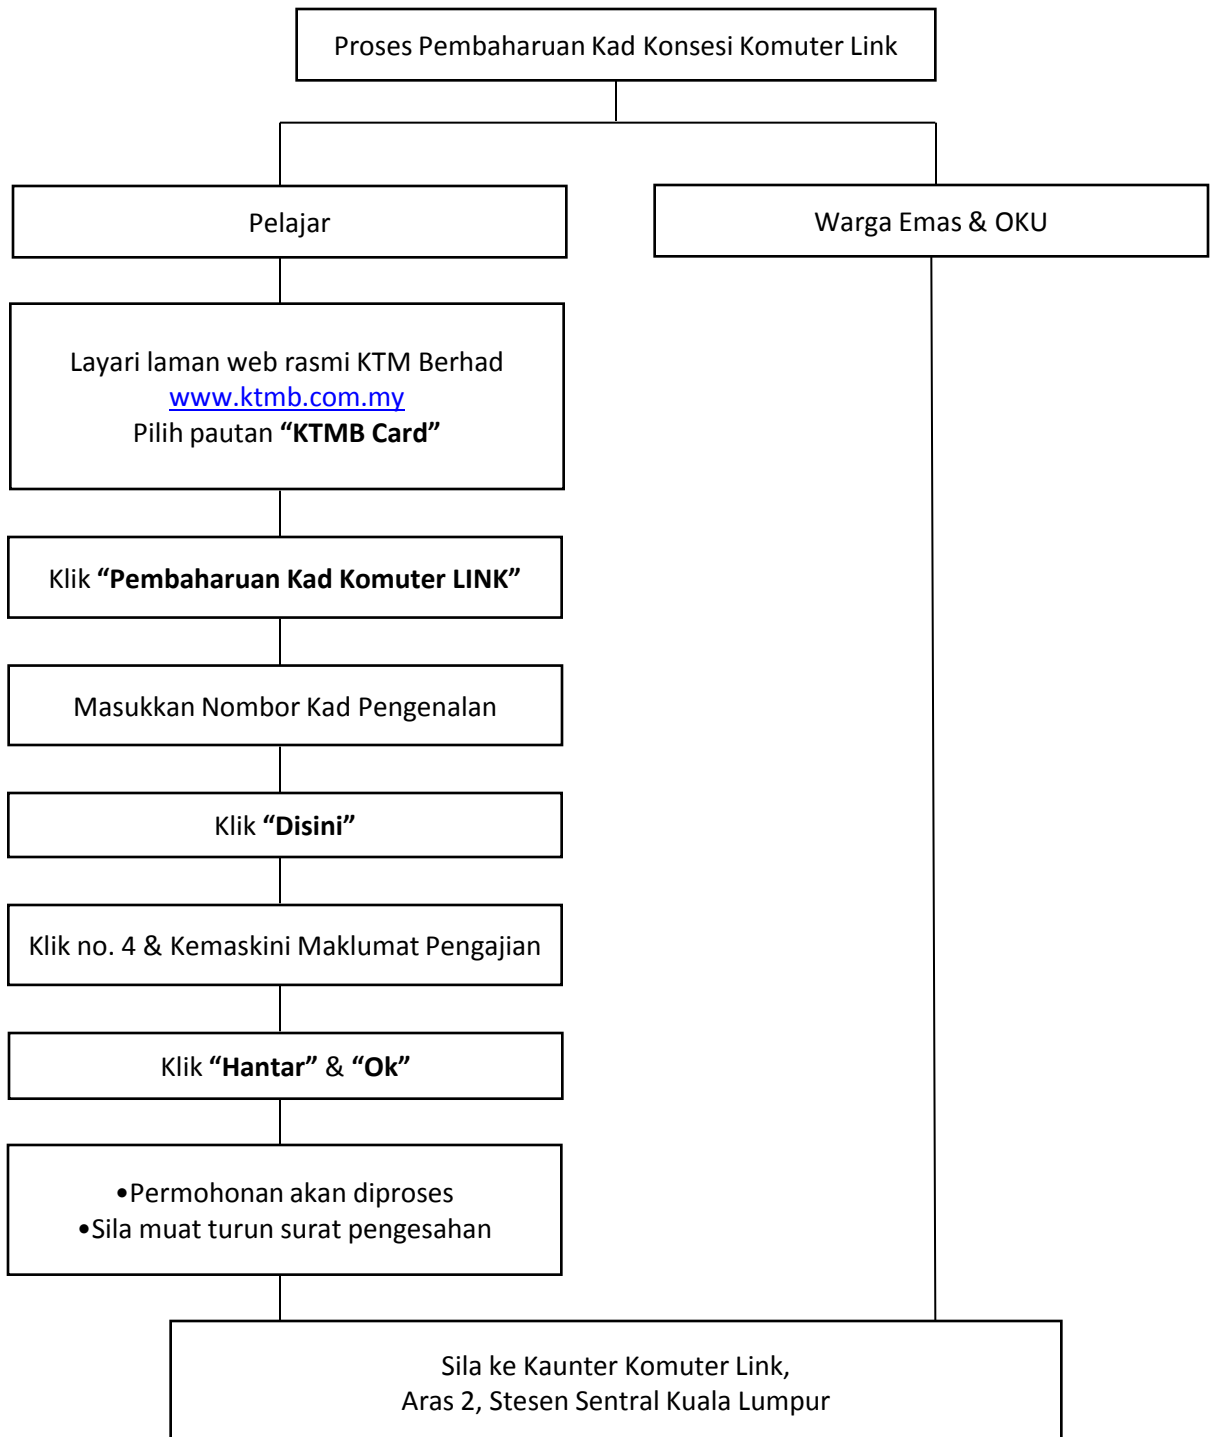 Proses Pembaharuan Kad Konsesi Komuter Link
Pelajar
Warga Emas & OKU
Layari laman web rasmi KTM Berhad
www.ktmb.com.my
Pilih pautan “KTMB Card”
Klik “Pembaharuan Kad Komuter LINK”
Masukkan Nombor Kad Pengenalan
Klik “Disini”
Klik no. 4 & Kemaskini Maklumat Pengajian
Klik “Hantar” & “Ok”
•Permohonan akan diproses
•Sila muat turun surat pengesahan
Sila ke Kaunter Komuter Link,
Aras 2, Stesen Sentral Kuala Lumpur